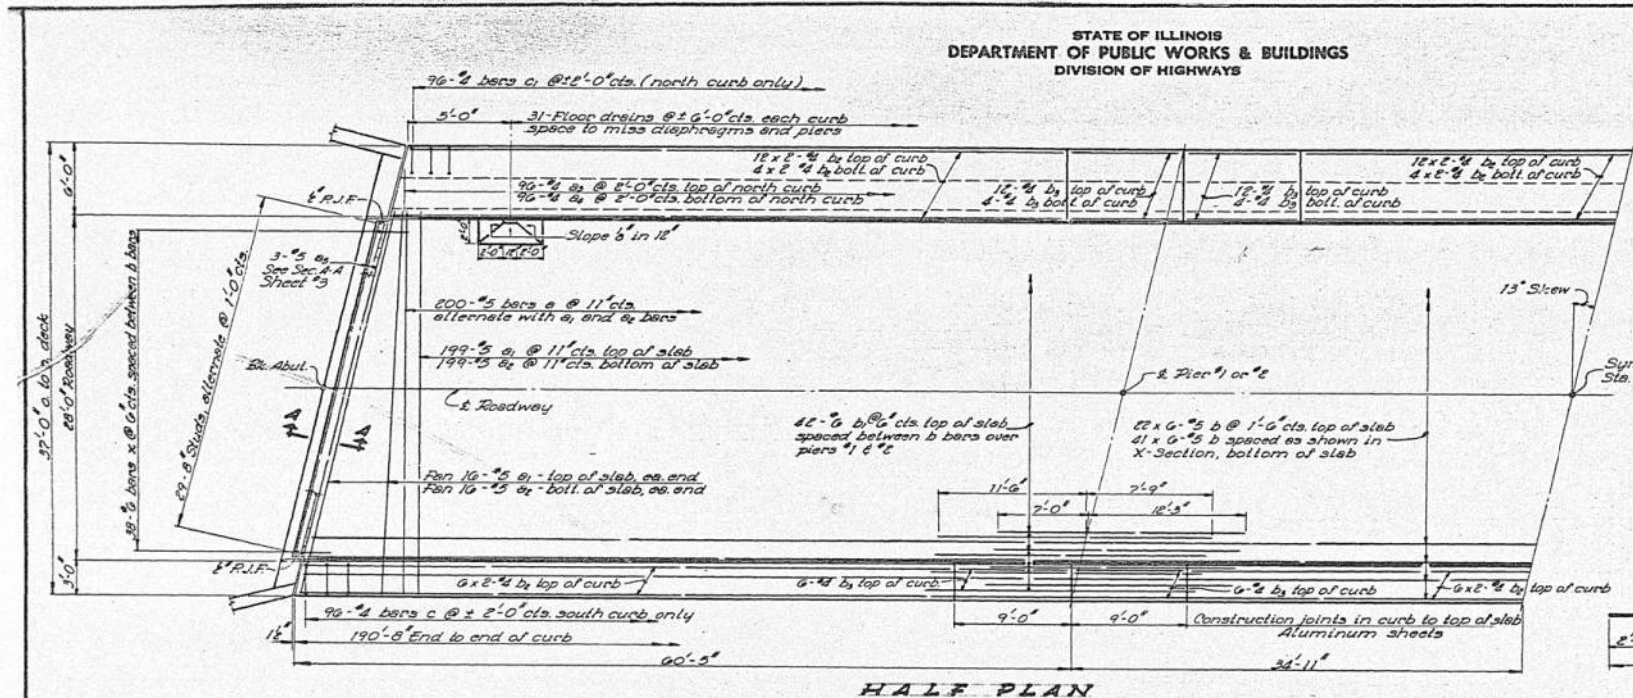 STATE OF ILLINOIS
DEPARTMENT OF PUBLIC WORKS & BUILDINGS
DIVISION OF HIGHWAYS
96-#4 bars c, @±2'-0"cts. (north curb only)
5'-0"
31-Floor drains @ ± 6'-0"cts. each curb
space to miss diaphragms and piers
12 x 2-#4 b₂ top of curb
4 x 2 #4 b₂ bott. of curb
12 x 2-#4 b₂ top of curb
4 x 2-#4 b₂ bott. of curb
6'-0"
96-#4 a₃ @ 2'-0"cts. top of north curb
96-#4 a₄ @ 2'-0"cts. bottom of north curb
12-#4 b₃ top of curb
4-#4 b₃ bott of curb
12-#4 b₃ top of curb
4-#4 b₃ bott. of curb
½" P.J.F.
2'-0"
Slope ⅛" in 12"
2'-0"
2'-0"
3-#5 a₅
See Sec. A-A
Sheet #3
13° Skew
200-#5 bars a @ 11"cts.
alternate with a₁ and a₂ bars
37'-0" o. to o. deck
28'-0" Roadway
38-#6 bars x @ 6"cts. spaced between b bars
29-8" Studs, alternate @ 1'-0"cts.
199-#5 a₁ @ 11"cts. top of slab
199-#5 a₂ @ 11"cts. bottom of slab
Bk. Abut.
℄ Pier #1 or #2
Sta.
℄ Roadway
A
A
42-#6 b₁@6"cts. top of slab
spaced between b bars over
piers #1 & #2
22 x 6-#5 b @ 1'-6"cts. top of slab
41 x 6-#5 b spaced as shown in
X-Section, bottom of slab
Fan 16-#5 a₁-top of slab, ea. end
Fan 16-#5 a₂-bott. of slab, ea. end
11'-6"
7'-9"
7'-0"
12'-3"
½" P.J.F.
3'-0"
6 x 2-#4 b₂ top of curb
6-#4 b₃ top of curb
6-#4 b₃ top of curb
6x2-#4 b₂ top of curb
96-#4 bars c @ ± 2'-0"cts. south curb only
9'-0"
9'-0"
Construction joints in curb to top of slab
Aluminum sheets
1½"
190'-8" End to end of curb
60'-5"
34'-11"
HALF PLAN